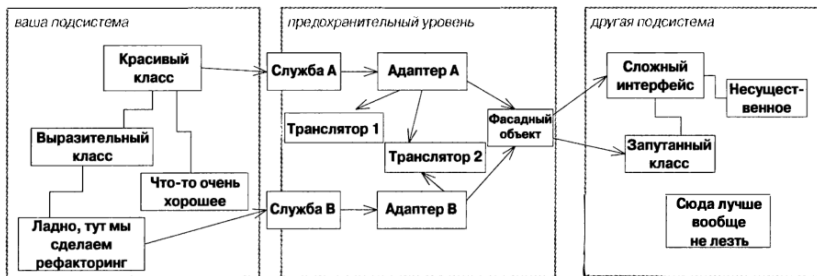 ваша подсистема
Красивый
класс
Выразительный
класс
Что-то очень
хорошее
Ладно, тут мы
сделаем
рефакторинг
предохранительный уровень
Служба А
Адаптер А
Транслятор 1
Транслятор 2
Фасадный
объект
Служба В
Адаптер В
другая подсистема
Сложный
интерфейс
Несущест-
венное
Запутанный
класс
Сюда лучше
вообще
не лезть